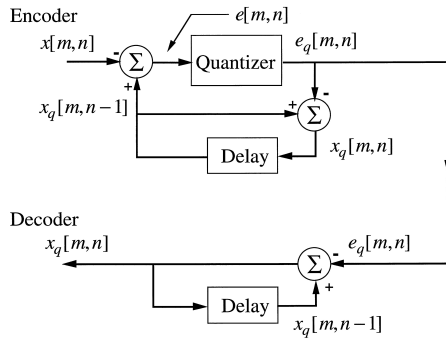 Encoder
x[m,n]
-
Σ
+
e[m,n]
Quantizer
e_q[m,n]
x_q[m,n−1]
+
-
Σ
Delay
x_q[m,n]
Decoder
x_q[m,n]
-
Σ
+
e_q[m,n]
Delay
x_q[m,n−1]